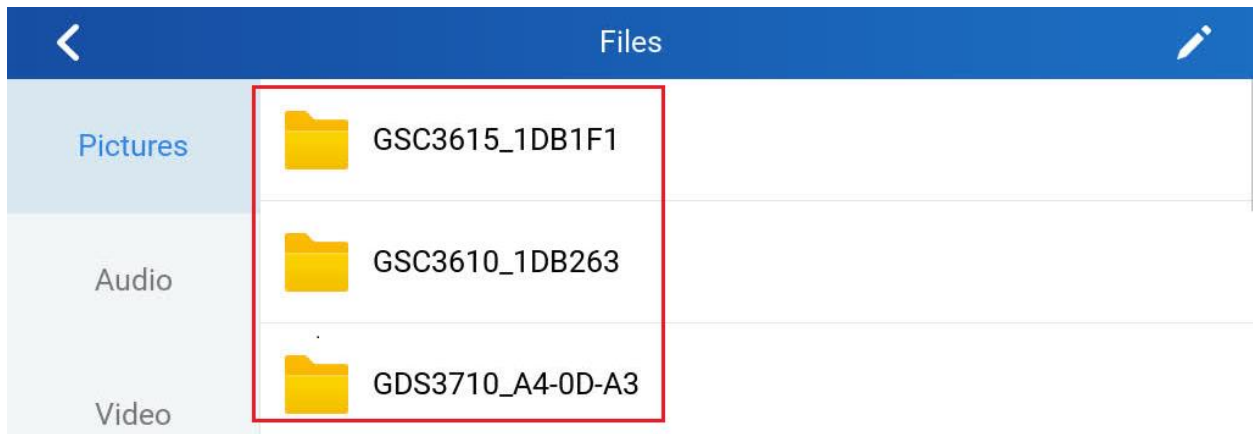 Files
Pictures
GSC3615_1DB1F1
Audio
GSC3610_1DB263
Video
GDS3710_A4-0D-A3